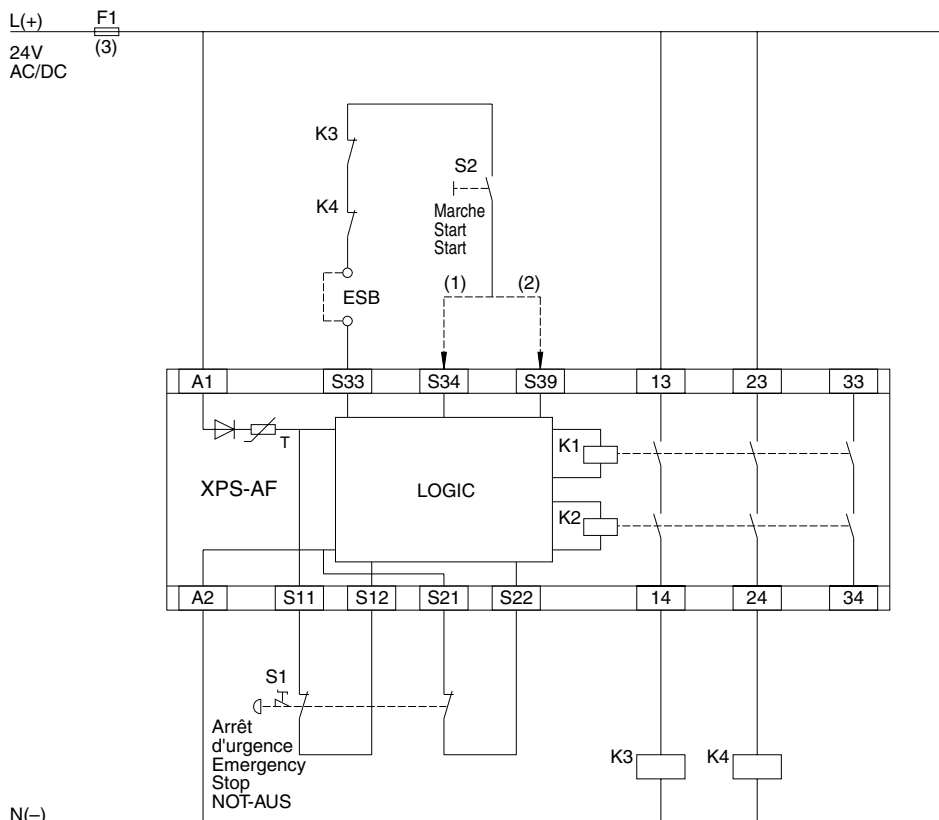 L(+)
F1
(3)
24V
AC/DC
K3
S2
K4
Marche
Start
Start
(1)
(2)
ESB
A1
S33
S34
S39
13
23
33
T
K1
XPS-AF
LOGIC
K2
A2
S11
S12
S21
S22
14
24
34
S1
Arrêt
d'urgence
Emergency
Stop
NOT-AUS
K3
K4
N(–)